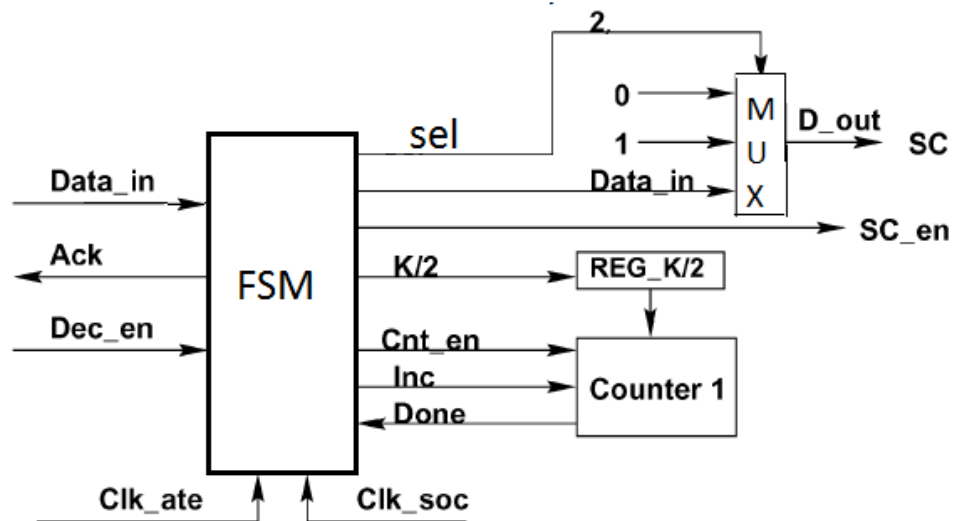 2,
0
M
U
X
D_out
SC
sel
1
Data_in
Data_in
SC_en
Ack
FSM
K/2
REG_K/2
Dec_en
Cnt_en
Inc
Counter 1
Done
Clk_ate
Clk_soc